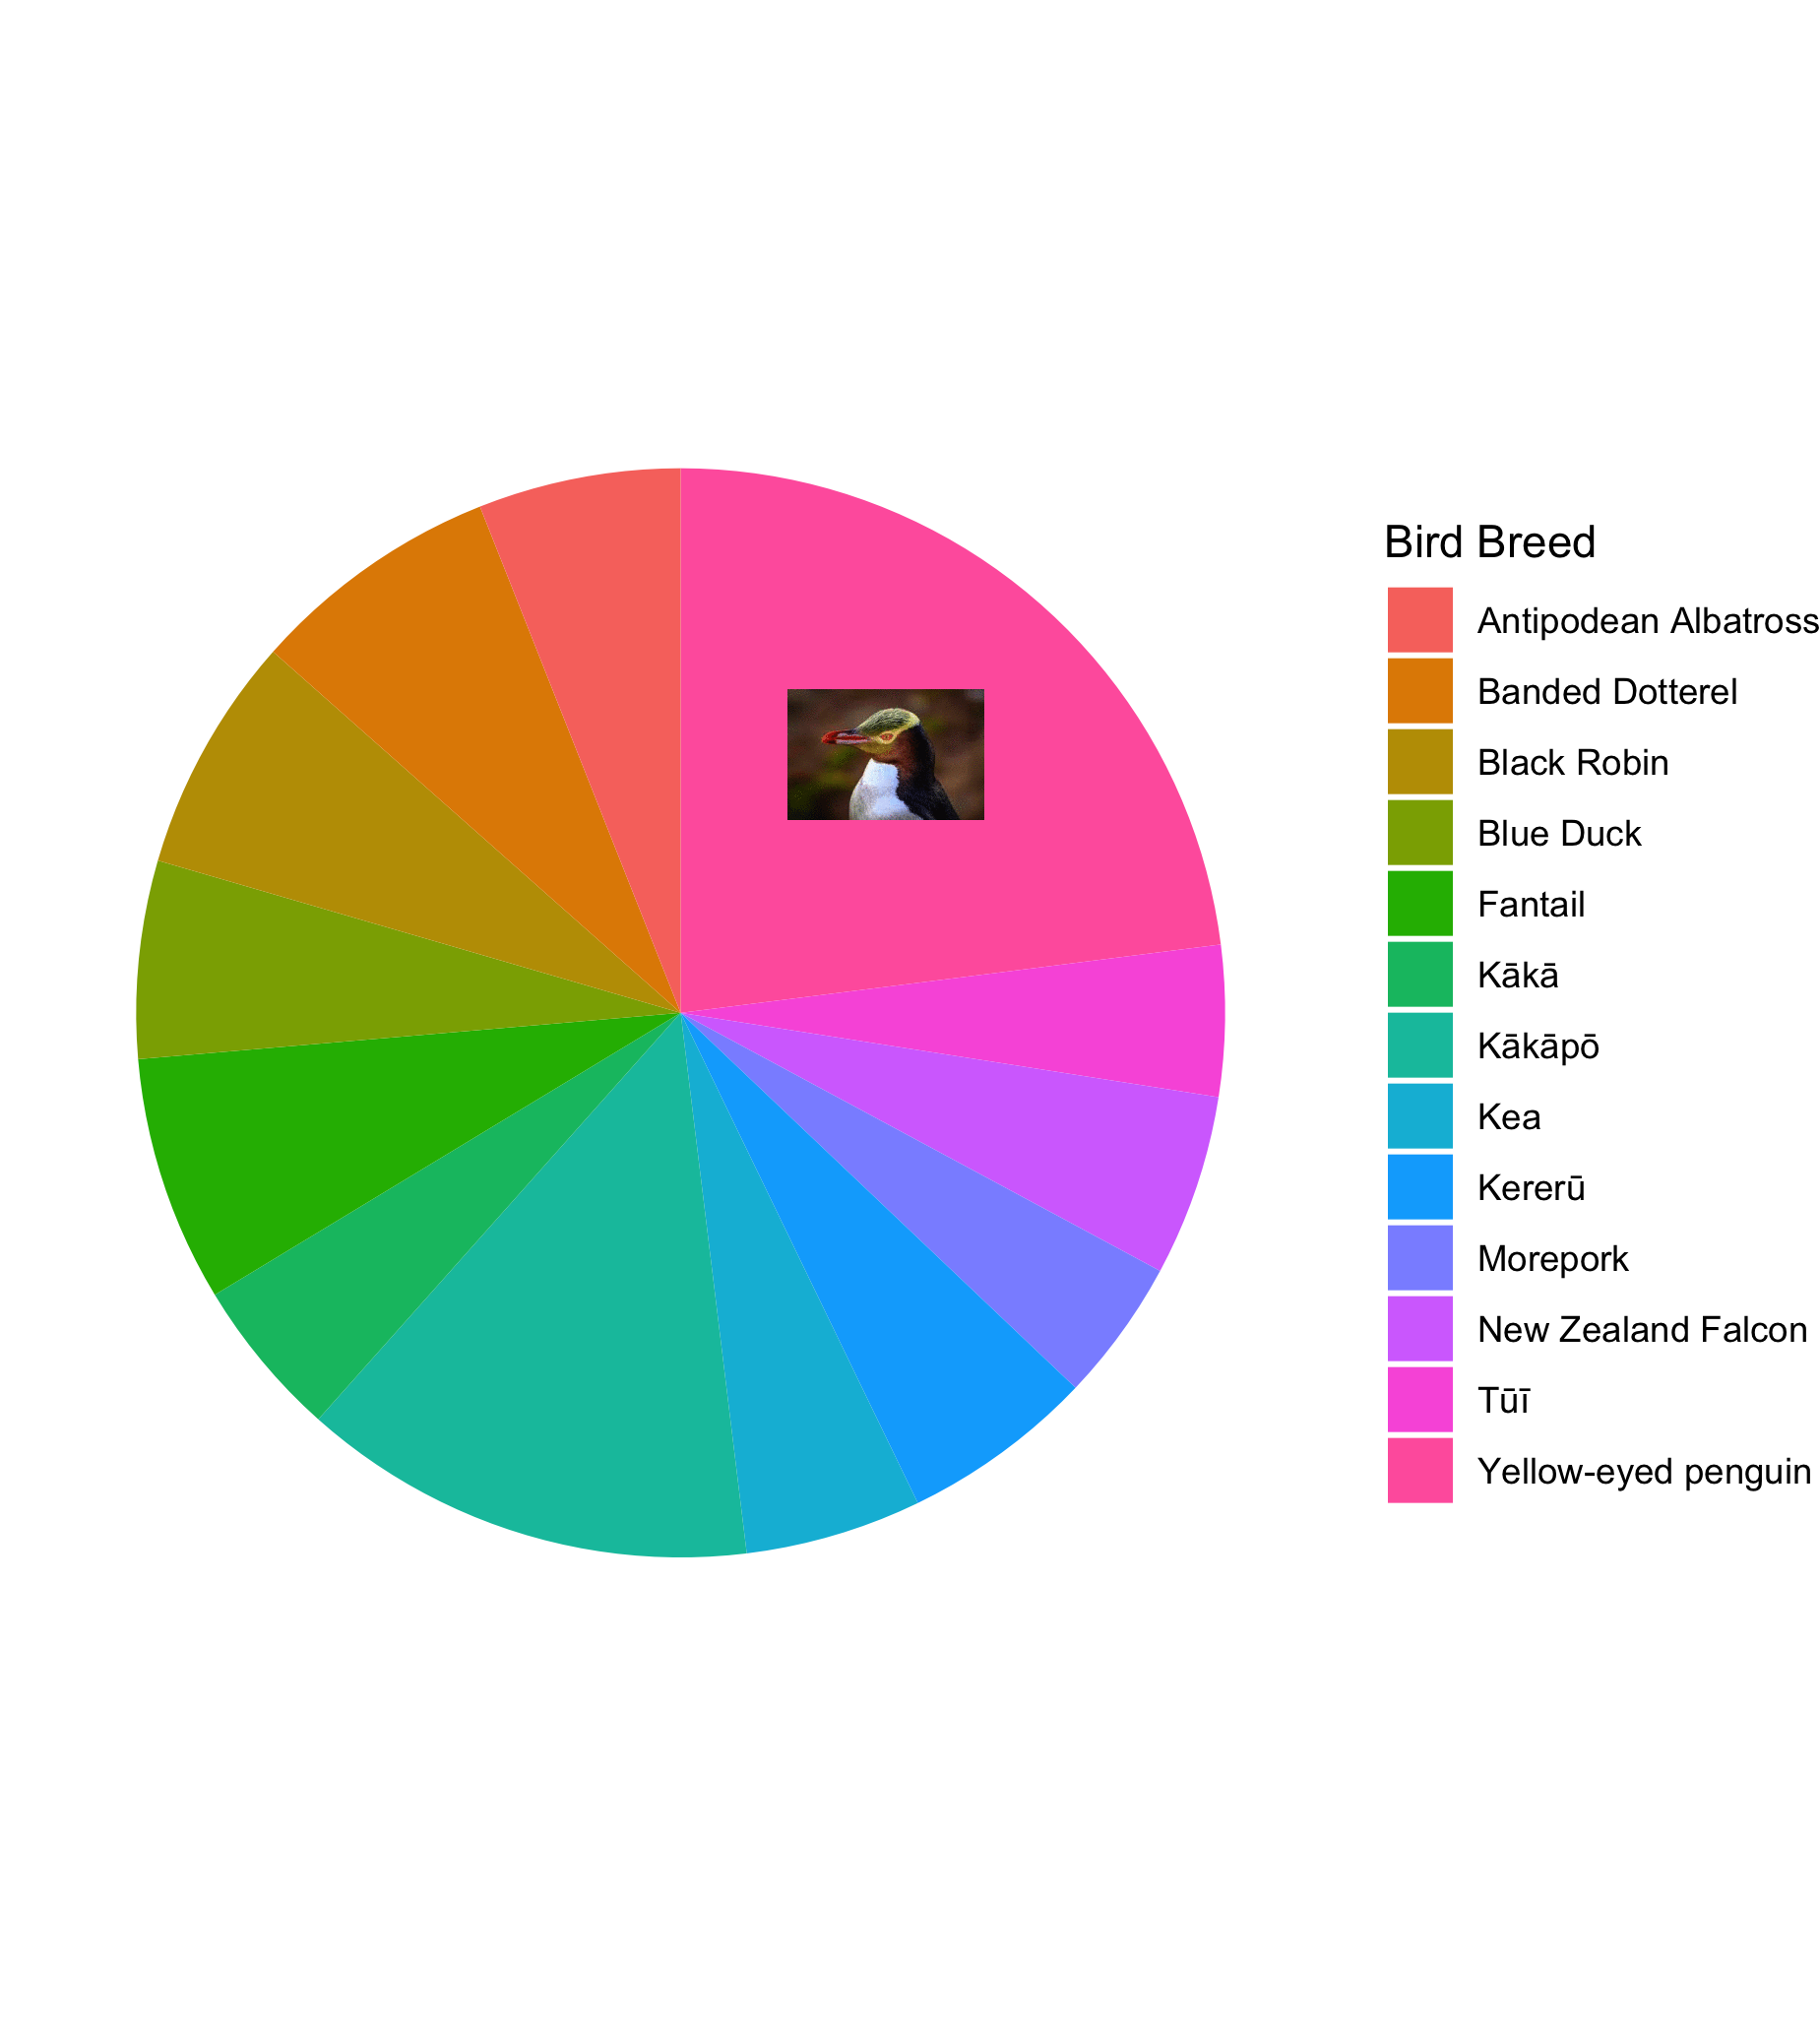 Bird Breed
Antipodean Albatross
Banded Dotterel
Black Robin
Blue Duck
Fantail
Kākā
Kākāpō
Kea
Kererū
Morepork
New Zealand Falcon
Tūī
Yellow-eyed penguin